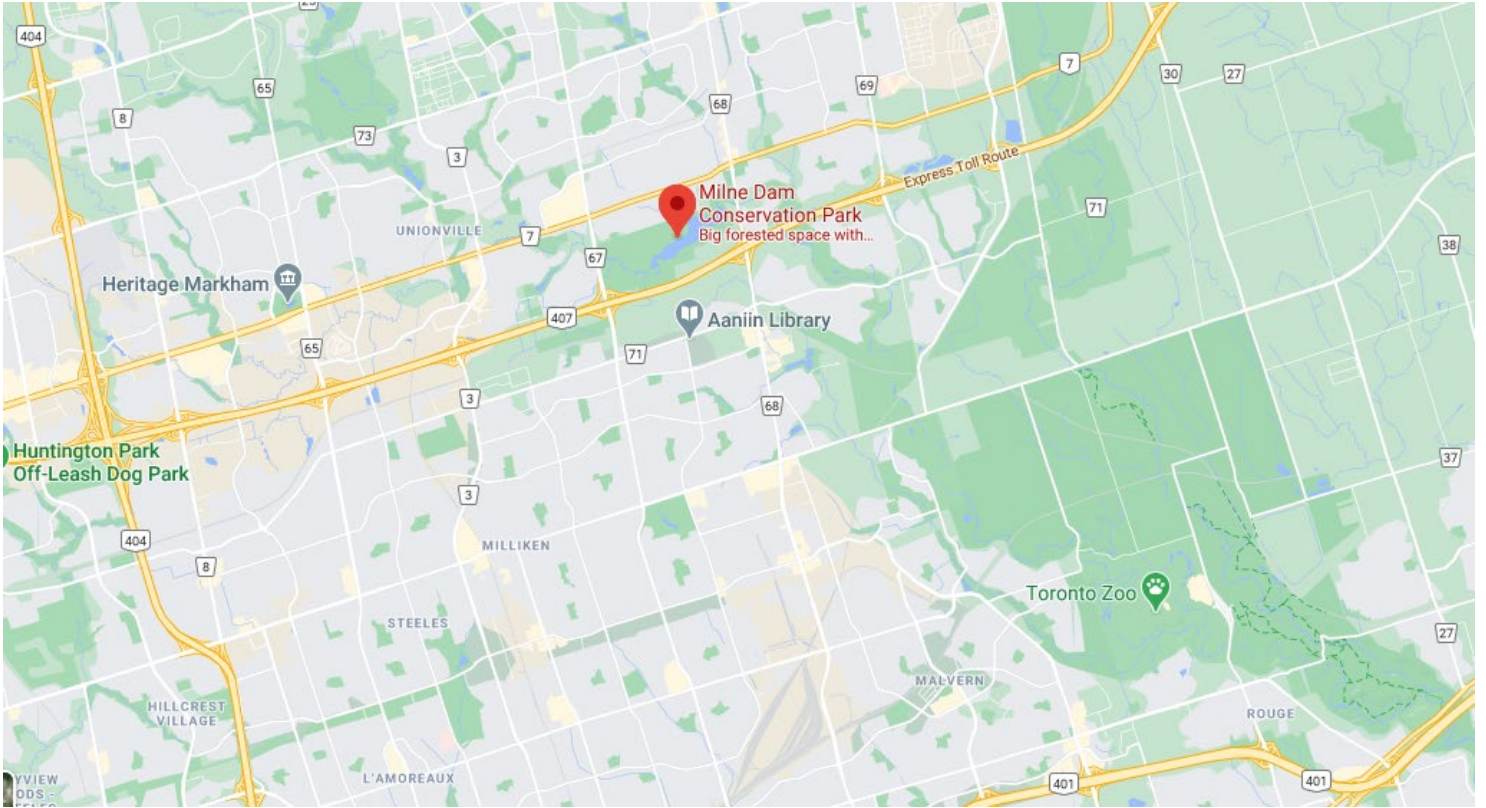 404
65
8
73
3
68
69
7
30
27
Express Toll Route
Milne Dam
Conservation Park
Big forested space with...
71
38
UNIONVILLE
7
67
Heritage Markham
407
Aaniin Library
65
71
3
68
Huntington Park
Off-Leash Dog Park
37
3
404
8
MILLIKEN
Toronto Zoo
27
STEELES
MALVERN
HILLCREST
VILLAGE
ROUGE
L'AMOREAUX
401
401